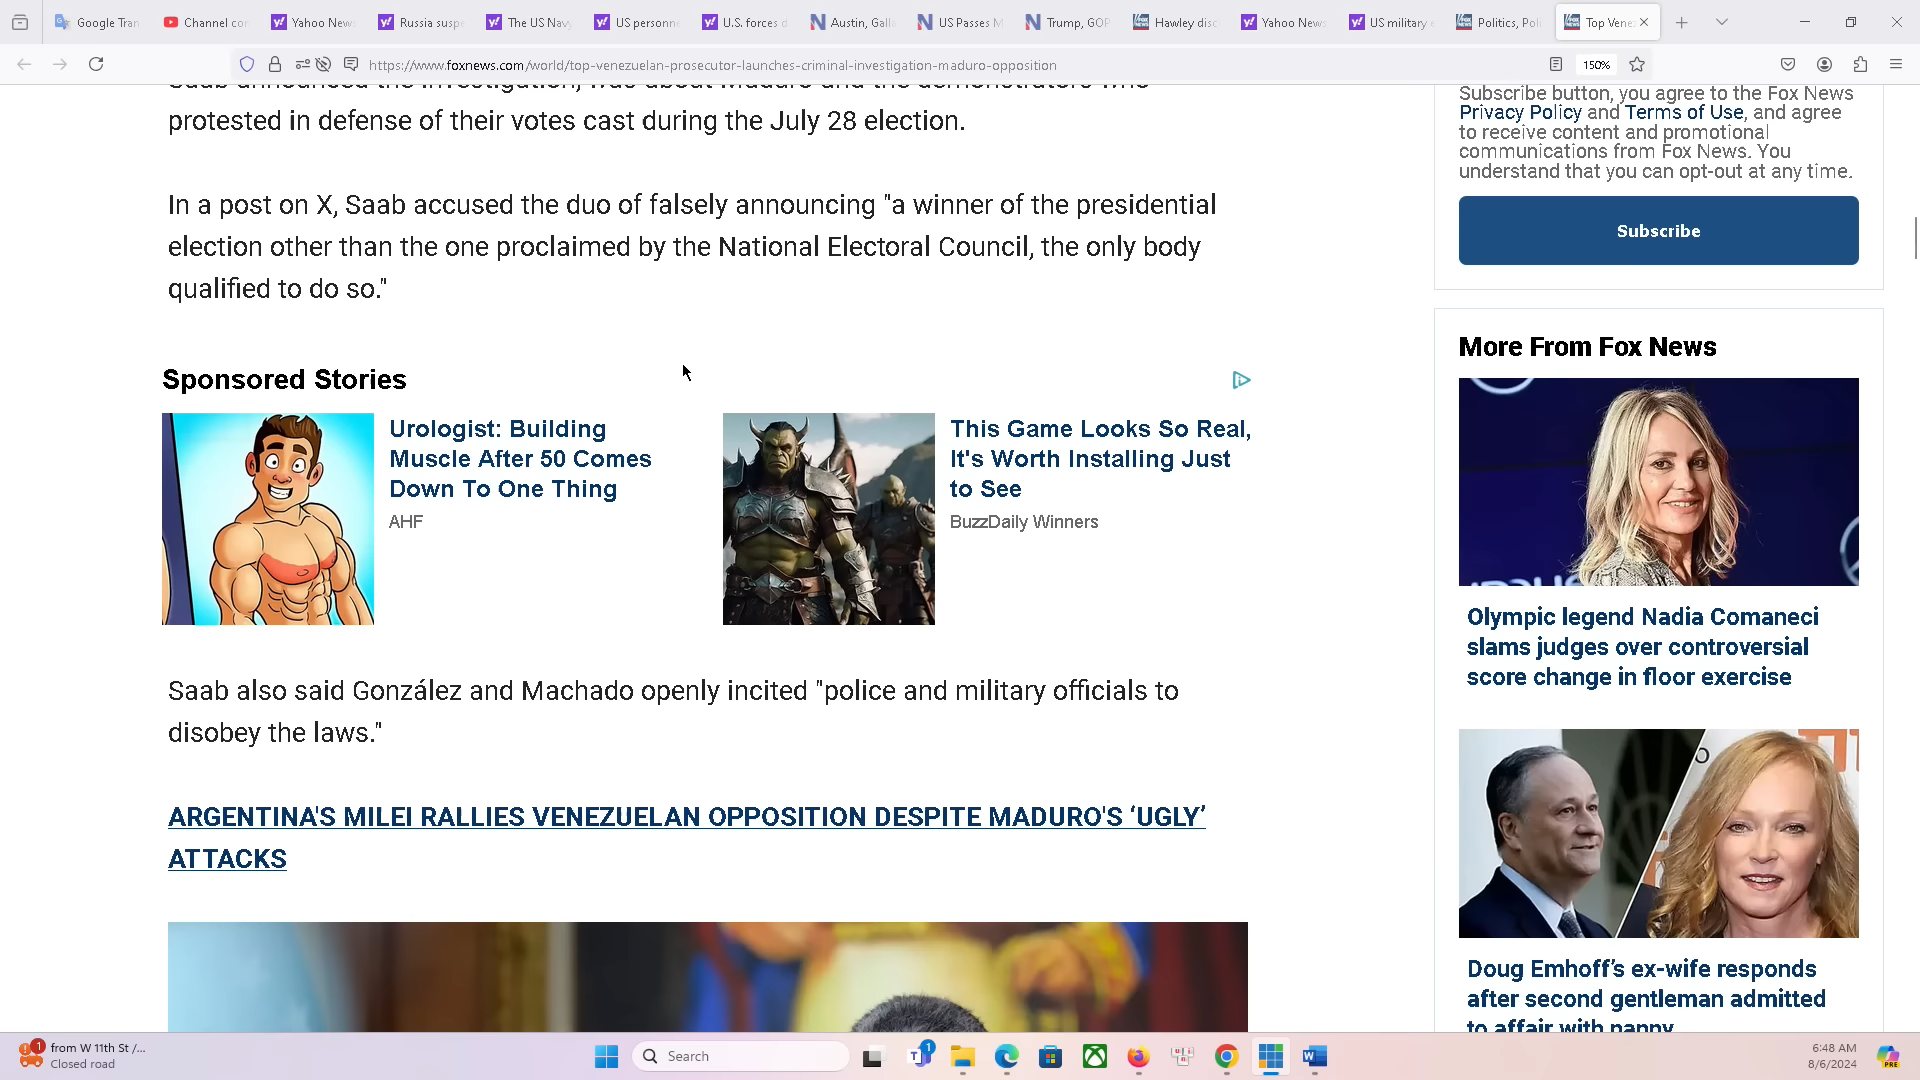 Google Tran
Channel co
Yahoo New
Russia susp
The US Nav
US personn
U.S. forces d
Austin, Gall
US Passes M
Trump, GOP
Hawley disc
Yahoo News
US military
Politics, Pol
Top Vene
https://www.foxnews.com/world/top-venezuelan-prosecutor-launches-criminal-investigation-maduro-opposition
150%
Saab announced the investigation, was about Maduro and the demonstrators who
protested in defense of their votes cast during the July 28 election.
In a post on X, Saab accused the duo of falsely announcing "a winner of the presidential
election other than the one proclaimed by the National Electoral Council, the only body
qualified to do so."
Sponsored Stories
Urologist: Building
Muscle After 50 Comes
Down To One Thing
AHF
This Game Looks So Real,
It's Worth Installing Just
to See
BuzzDaily Winners
Saab also said González and Machado openly incited "police and military officials to
disobey the laws."
ARGENTINA'S MILEI RALLIES VENEZUELAN OPPOSITION DESPITE MADURO'S ‘UGLY’
ATTACKS
Subscribe button, you agree to the Fox News
Privacy Policy and Terms of Use, and agree
to receive content and promotional
communications from Fox News. You
understand that you can opt-out at any time.
Subscribe
More From Fox News
Olympic legend Nadia Comaneci
slams judges over controversial
score change in floor exercise
Doug Emhoff’s ex-wife responds
after second gentleman admitted
to affair with nanny
1
from W 11th St /...
Closed road
Search
1
6:48 AM
8/6/2024
PRE